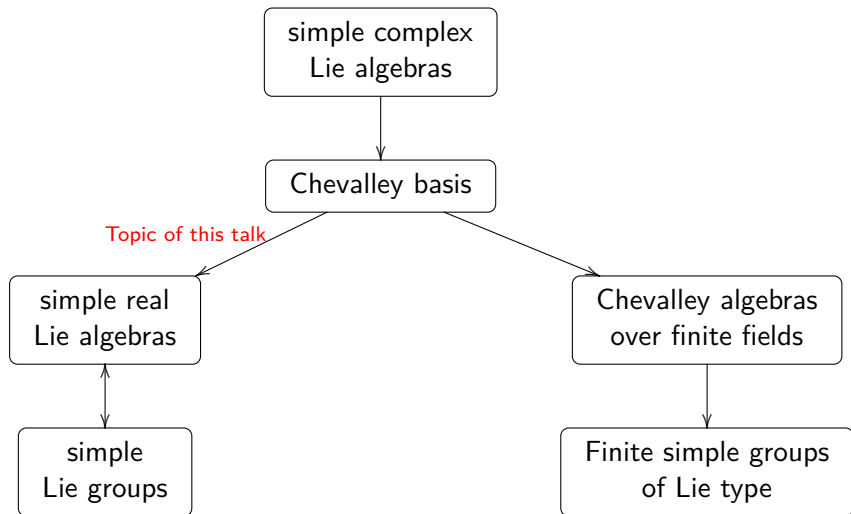 simple complex
Lie algebras
Chevalley basis
Topic of this talk
simple real
Lie algebras
Chevalley algebras
over finite fields
simple
Lie groups
Finite simple groups
of Lie type